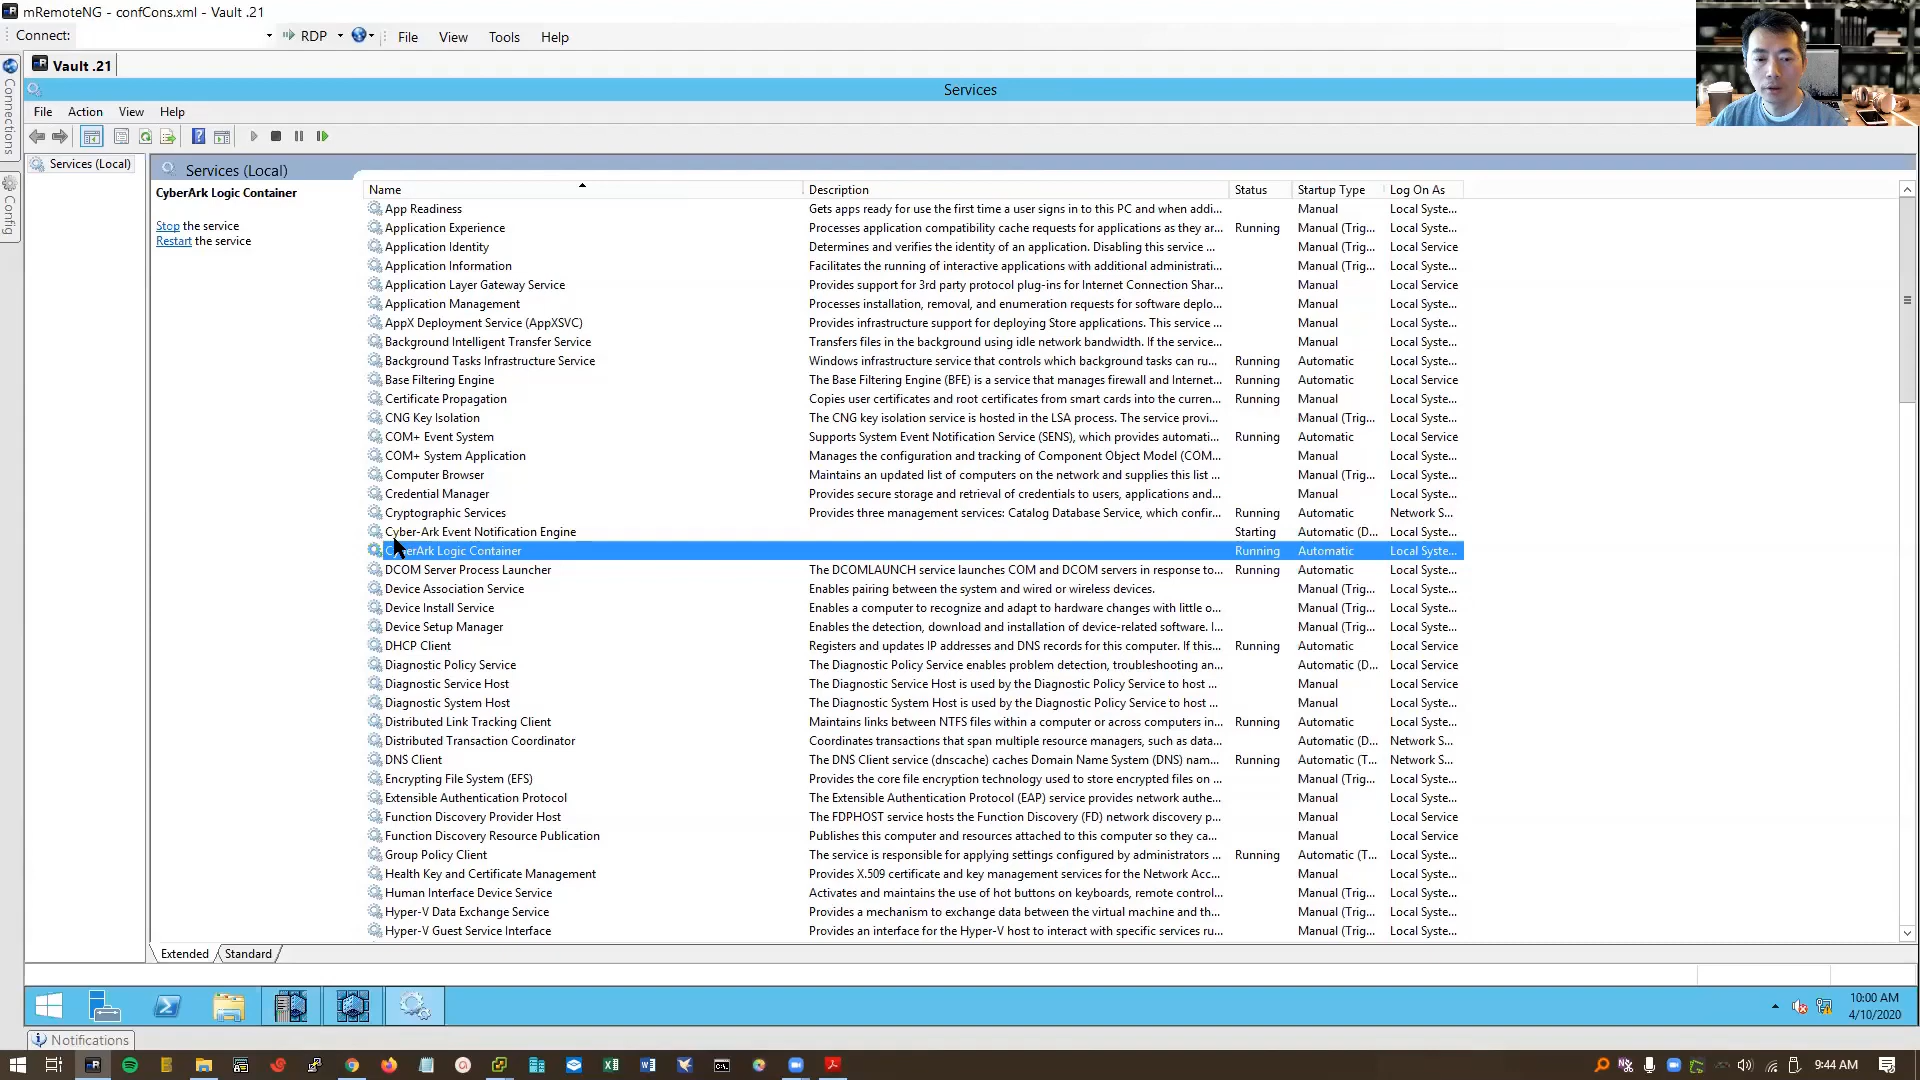 mRemoteNG - confCons.xml - Vault .21
Connect: RDP File View Tools Help
Vault .21
Connections
Config
Services
File Action View Help
Services (Local)
Services (Local)
CyberArk Logic Container
Stop the service
Restart the service
Name Description Status Startup Type Log On As
App Readiness Gets apps ready for use the first time a user signs in to this PC and when addi... Manual Local Syste...
Application Experience Processes application compatibility cache requests for applications as they ar... Running Manual (Trig... Local Syste...
Application Identity Determines and verifies the identity of an application. Disabling this service ... Manual (Trig... Local Service
Application Information Facilitates the running of interactive applications with additional administrati... Manual (Trig... Local Syste...
Application Layer Gateway Service Provides support for 3rd party protocol plug-ins for Internet Connection Shar... Manual Local Service
Application Management Processes installation, removal, and enumeration requests for software deplo... Manual Local Syste...
AppX Deployment Service (AppXSVC) Provides infrastructure support for deploying Store applications. This service ... Manual Local Syste...
Background Intelligent Transfer Service Transfers files in the background using idle network bandwidth. If the service... Manual Local Syste...
Background Tasks Infrastructure Service Windows infrastructure service that controls which background tasks can ru... Running Automatic Local Syste...
Base Filtering Engine The Base Filtering Engine (BFE) is a service that manages firewall and Internet... Running Automatic Local Service
Certificate Propagation Copies user certificates and root certificates from smart cards into the curren... Running Manual Local Syste...
CNG Key Isolation The CNG key isolation service is hosted in the LSA process. The service provi... Manual (Trig... Local Syste...
COM+ Event System Supports System Event Notification Service (SENS), which provides automati... Running Automatic Local Service
COM+ System Application Manages the configuration and tracking of Component Object Model (COM... Manual Local Syste...
Computer Browser Maintains an updated list of computers on the network and supplies this list ... Manual (Trig... Local Syste...
Credential Manager Provides secure storage and retrieval of credentials to users, applications and... Manual Local Syste...
Cryptographic Services Provides three management services: Catalog Database Service, which confir... Running Automatic Network S...
Cyber-Ark Event Notification Engine Starting Automatic (D... Local Syste...
CyberArk Logic Container Running Automatic Local Syste...
DCOM Server Process Launcher The DCOMLAUNCH service launches COM and DCOM servers in response to... Running Automatic Local Syste...
Device Association Service Enables pairing between the system and wired or wireless devices. Manual (Trig... Local Syste...
Device Install Service Enables a computer to recognize and adapt to hardware changes with little o... Manual (Trig... Local Syste...
Device Setup Manager Enables the detection, download and installation of device-related software. I... Manual (Trig... Local Syste...
DHCP Client Registers and updates IP addresses and DNS records for this computer. If this... Running Automatic Local Service
Diagnostic Policy Service The Diagnostic Policy Service enables problem detection, troubleshooting an... Automatic (D... Local Service
Diagnostic Service Host The Diagnostic Service Host is used by the Diagnostic Policy Service to host ... Manual Local Service
Diagnostic System Host The Diagnostic System Host is used by the Diagnostic Policy Service to host ... Manual Local Syste...
Distributed Link Tracking Client Maintains links between NTFS files within a computer or across computers in... Running Automatic Local Syste...
Distributed Transaction Coordinator Coordinates transactions that span multiple resource managers, such as data... Automatic (D... Network S...
DNS Client The DNS Client service (dnscache) caches Domain Name System (DNS) nam... Running Automatic (T... Network S...
Encrypting File System (EFS) Provides the core file encryption technology used to store encrypted files on ... Manual (Trig... Local Syste...
Extensible Authentication Protocol The Extensible Authentication Protocol (EAP) service provides network authe... Manual Local Syste...
Function Discovery Provider Host The FDPHOST service hosts the Function Discovery (FD) network discovery p... Manual Local Service
Function Discovery Resource Publication Publishes this computer and resources attached to this computer so they ca... Manual Local Service
Group Policy Client The service is responsible for applying settings configured by administrators ... Running Automatic (T... Local Syste...
Health Key and Certificate Management Provides X.509 certificate and key management services for the Network Acc... Manual Local Syste...
Human Interface Device Service Activates and maintains the use of hot buttons on keyboards, remote control... Manual (Trig... Local Syste...
Hyper-V Data Exchange Service Provides a mechanism to exchange data between the virtual machine and th... Manual (Trig... Local Syste...
Hyper-V Guest Service Interface Provides an interface for the Hyper-V host to interact with specific services ru... Manual (Trig... Local Syste...
Extended Standard
10:00 AM
4/10/2020
Notifications
9:44 AM